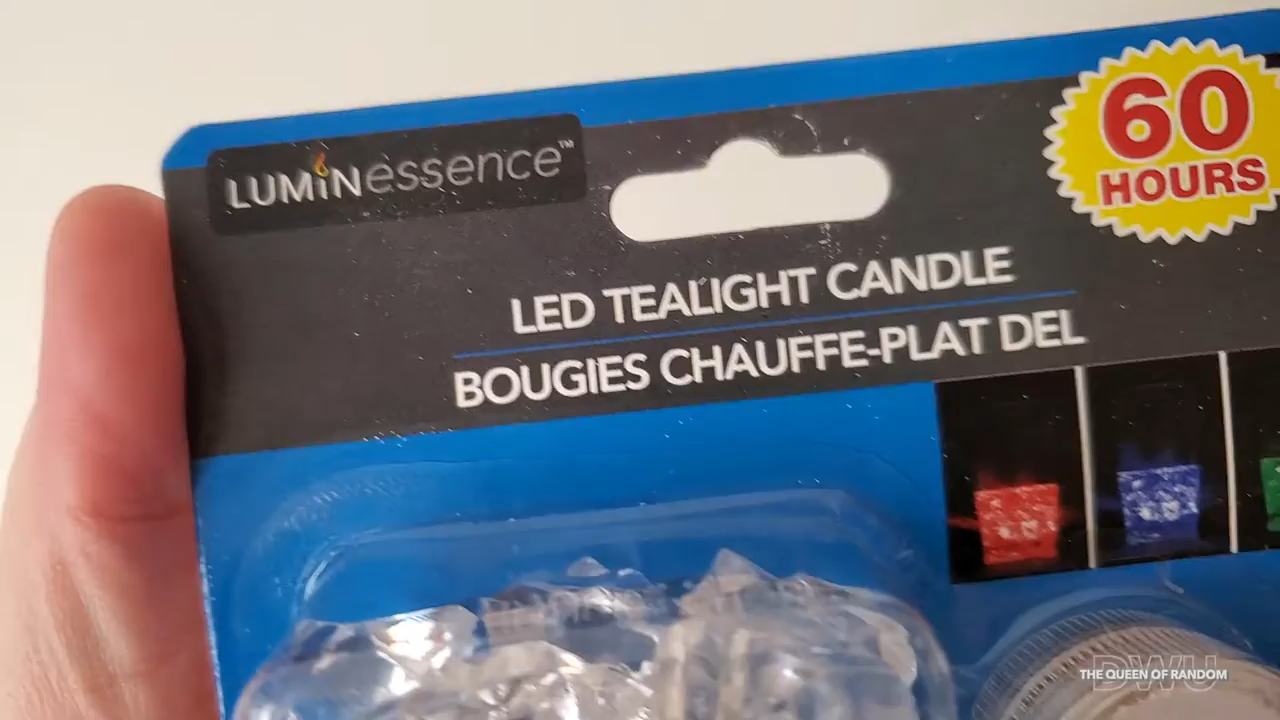 LUMiNessence™
60
HOURS
LED TEALIGHT CANDLE
BOUGIES CHAUFFE-PLAT DEL
DWU
THE QUEEN OF RANDOM